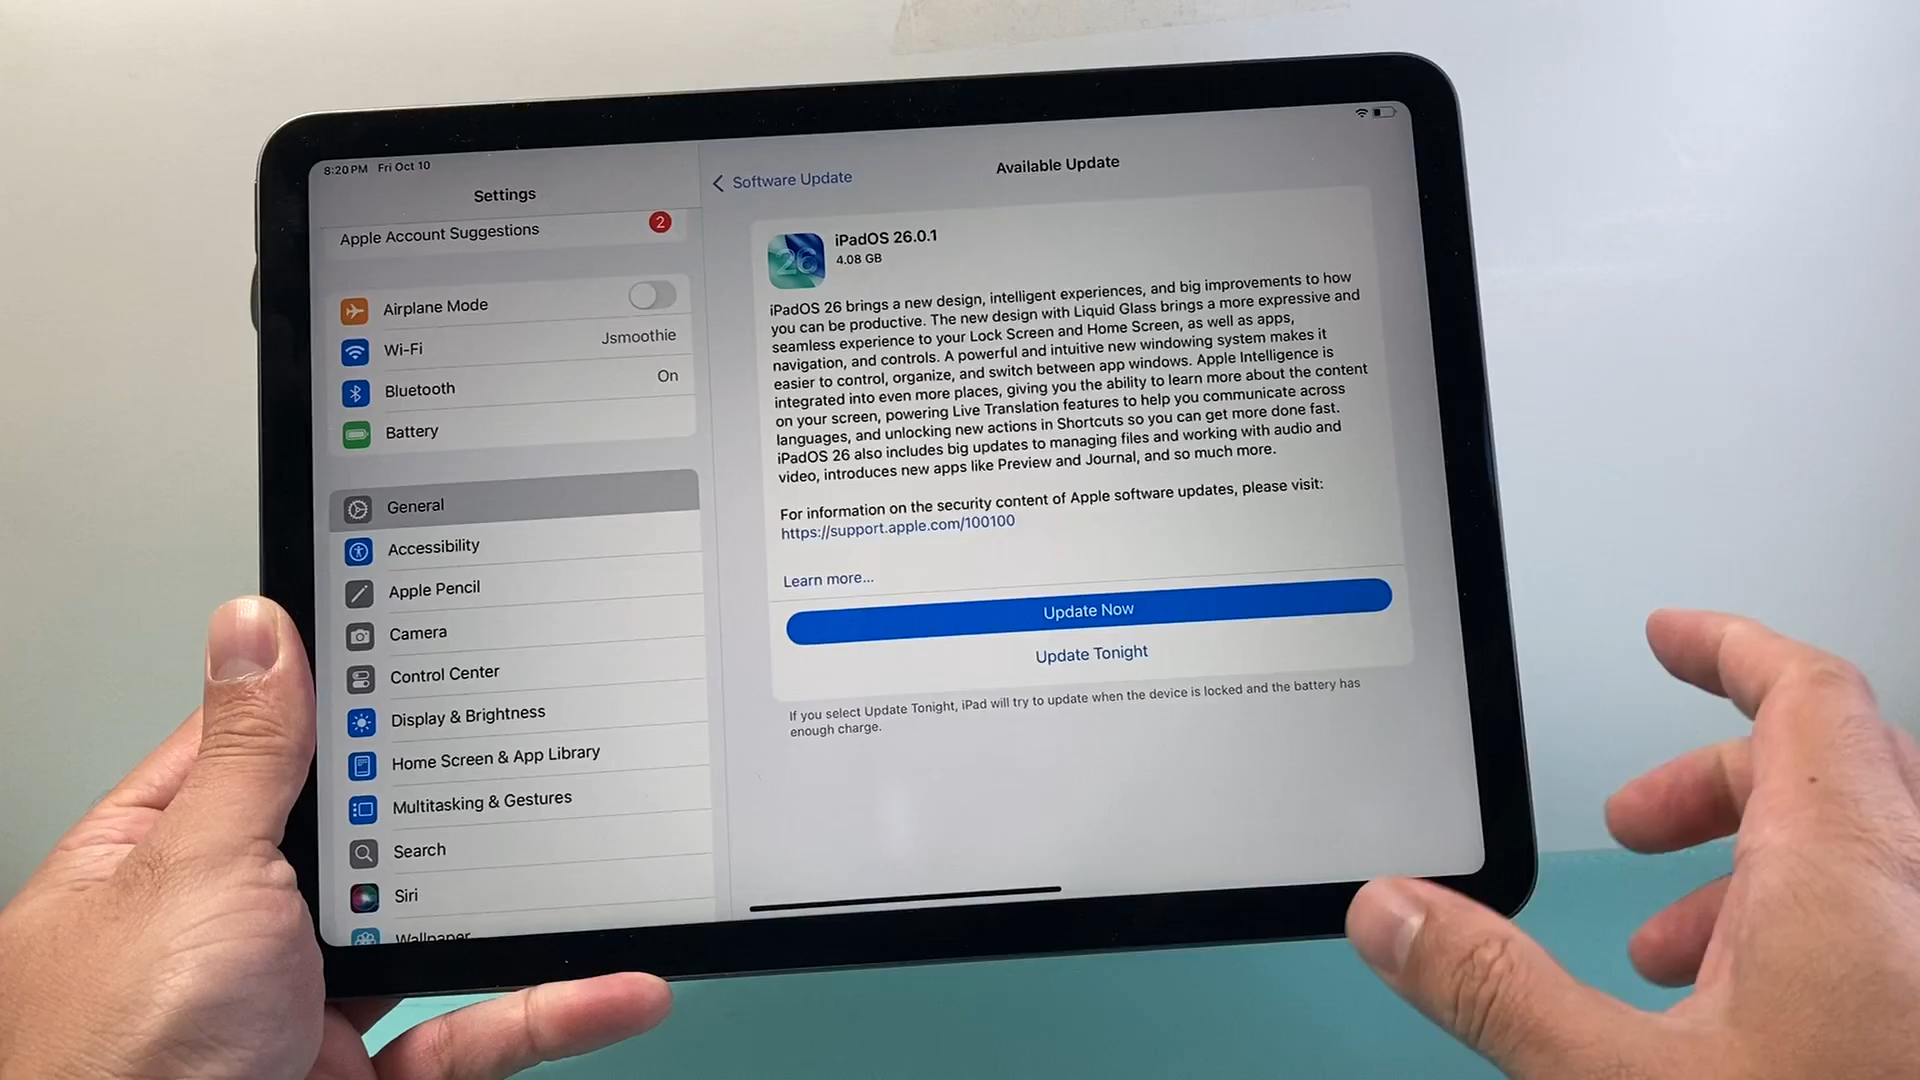 8:20 PM Fri Oct 10
Settings
Apple Account Suggestions 2
Airplane Mode
Wi-Fi Jsmoothie
Bluetooth On
Battery
General
Accessibility
Apple Pencil
Camera
Control Center
Display & Brightness
Home Screen & App Library
Multitasking & Gestures
Search
Siri
Wallpaper
Software Update
Available Update
26
iPadOS 26.0.1
4.08 GB
iPadOS 26 brings a new design, intelligent experiences, and big improvements to how
you can be productive. The new design with Liquid Glass brings a more expressive and
seamless experience to your Lock Screen and Home Screen, as well as apps,
navigation, and controls. A powerful and intuitive new windowing system makes it
easier to control, organize, and switch between app windows. Apple Intelligence is
integrated into even more places, giving you the ability to learn more about the content
on your screen, powering Live Translation features to help you communicate across
languages, and unlocking new actions in Shortcuts so you can get more done fast.
iPadOS 26 also includes big updates to managing files and working with audio and
video, introduces new apps like Preview and Journal, and so much more.
For information on the security content of Apple software updates, please visit:
https://support.apple.com/100100
Learn more...
Update Now
Update Tonight
If you select Update Tonight, iPad will try to update when the device is locked and the battery has
enough charge.